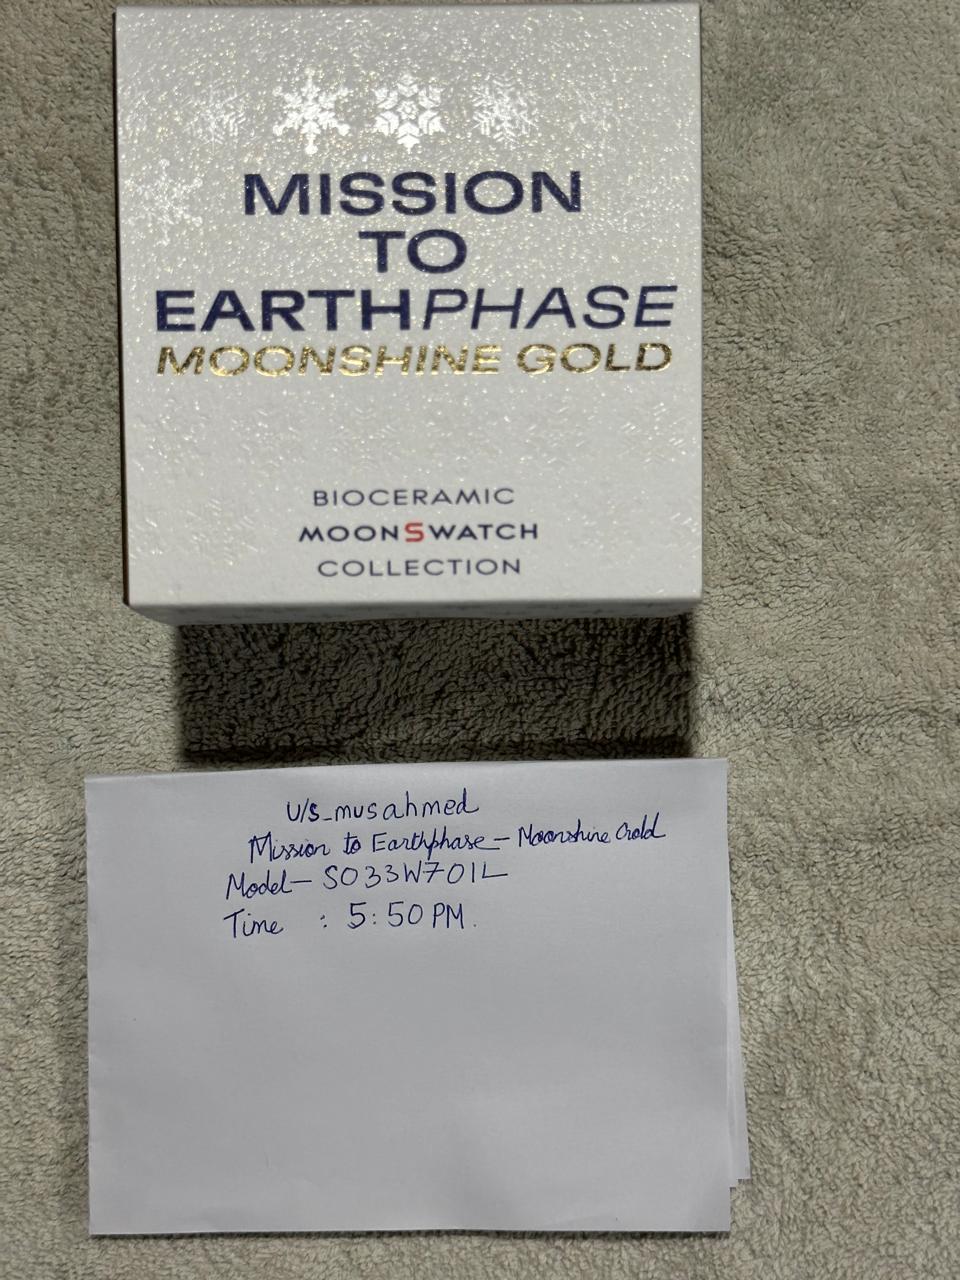 MISSION
TO
EARTHPHASE
MOONSHINE GOLD
BIOCERAMIC
MOONSWATCH
COLLECTION
U/s_musahmed
Mission to Earthphase - Moonshine Gold
Model - SO33W701L
Time : 5:50 PM.